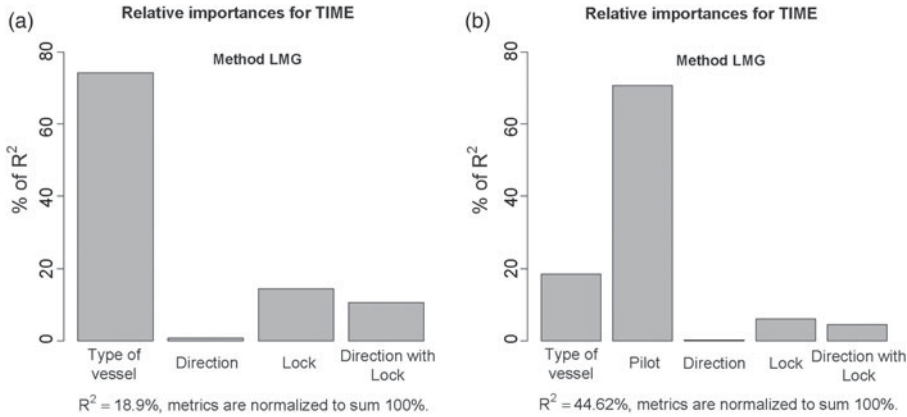 (a)
Relative importances for TIME
Method LMG
% of R²
80
60
40
20
0
Type of
vessel
Direction
Lock
Direction with
Lock
R² = 18.9%, metrics are normalized to sum 100%.
(b)
Relative importances for TIME
Method LMG
% of R²
80
60
40
20
0
Type of
vessel
Pilot
Direction
Lock
Direction with
Lock
R² = 44.62%, metrics are normalized to sum 100%.